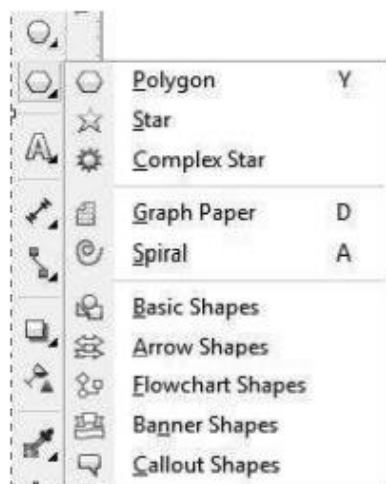 Polygon Y
Star
Complex Star
Graph Paper D
Spiral A
Basic Shapes
Arrow Shapes
Flowchart Shapes
Banner Shapes
Callout Shapes